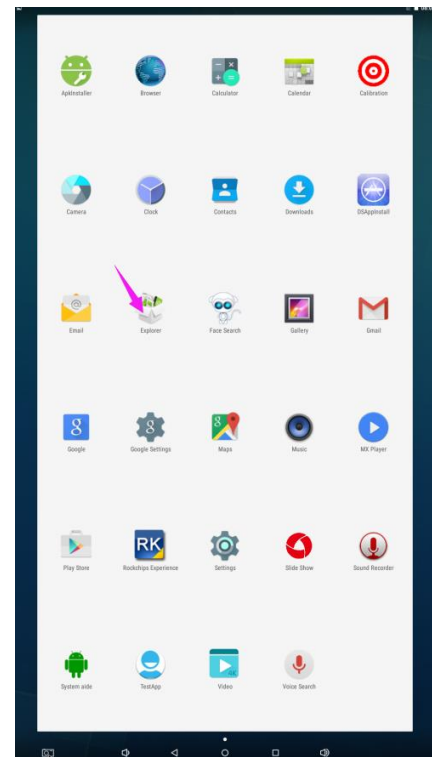 ApkInstaller Browser Calculator Calendar Calibration
Camera Clock Contacts Downloads DSAppinstall
Email Explorer Face Search Gallery Gmail
Google Google Settings Maps Music MX Player
RK
Play Store Rockchips Experience Settings Slide Show Sound Recorder
System aide TestApp Video Voice Search